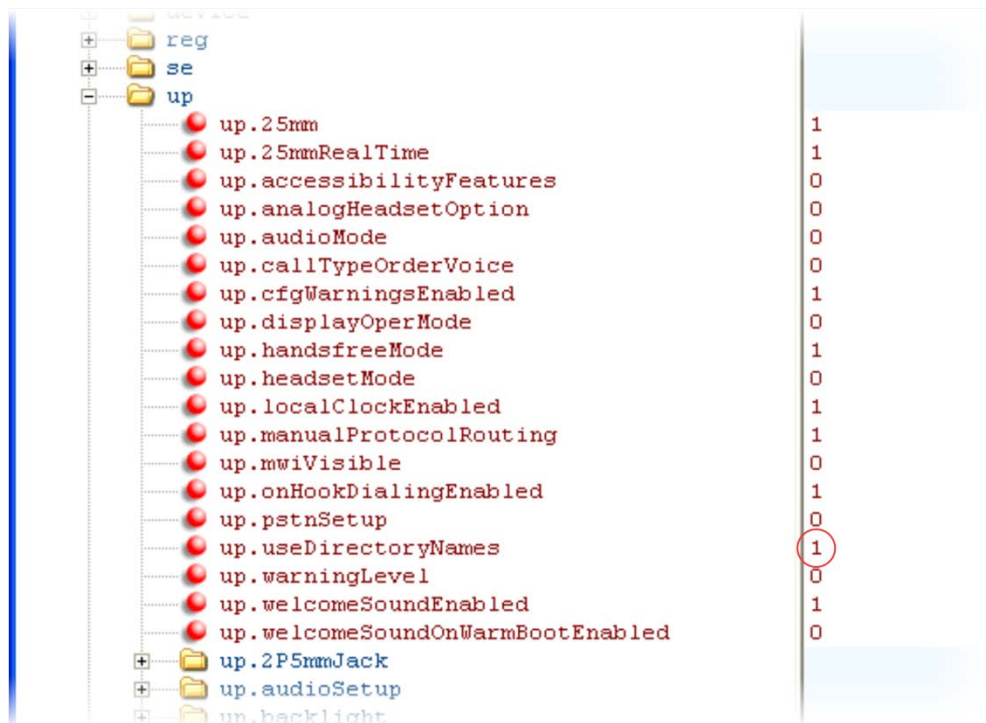 device
reg
se
up
up.25mm 1
up.25mmRealTime 1
up.accessibilityFeatures 0
up.analogHeadsetOption 0
up.audioMode 0
up.callTypeOrderVoice 0
up.cfgWarningsEnabled 1
up.displayOperMode 0
up.handsfreeMode 1
up.headsetMode 0
up.localClockEnabled 1
up.manualProtocolRouting 1
up.mwiVisible 0
up.onHookDialingEnabled 1
up.pstnSetup 0
up.useDirectoryNames 1
up.warningLevel 0
up.welcomeSoundEnabled 1
up.welcomeSoundOnWarmBootEnabled 0
up.2P5mmJack
up.audioSetup
up.backlight